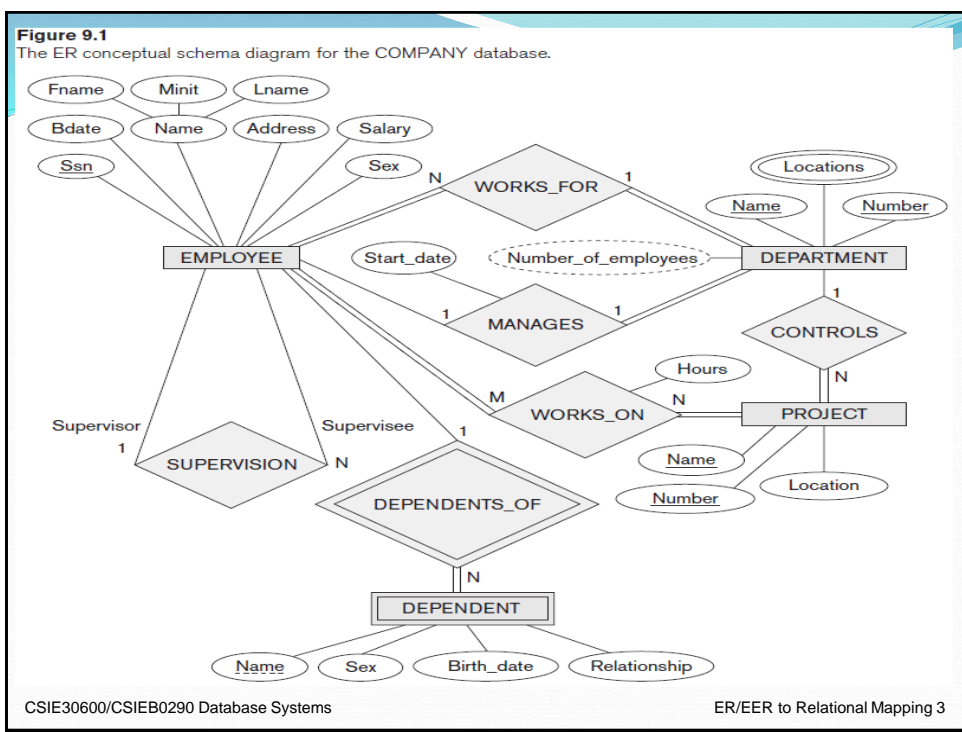 Figure 9.1
The ER conceptual schema diagram for the COMPANY database.
Fname Minit Lname
Bdate Name Address Salary
Ssn Sex
N WORKS_FOR 1
Locations
Name Number
EMPLOYEE Start_date Number_of_employees DEPARTMENT
1 MANAGES 1
1
CONTROLS
N
Hours
M WORKS_ON N
PROJECT
Supervisor Supervisee
1 SUPERVISION N
1
Name
Number
Location
DEPENDENTS_OF
N
DEPENDENT
Name Sex Birth_date Relationship
CSIE30600/CSIEB0290 Database Systems ER/EER to Relational Mapping 3